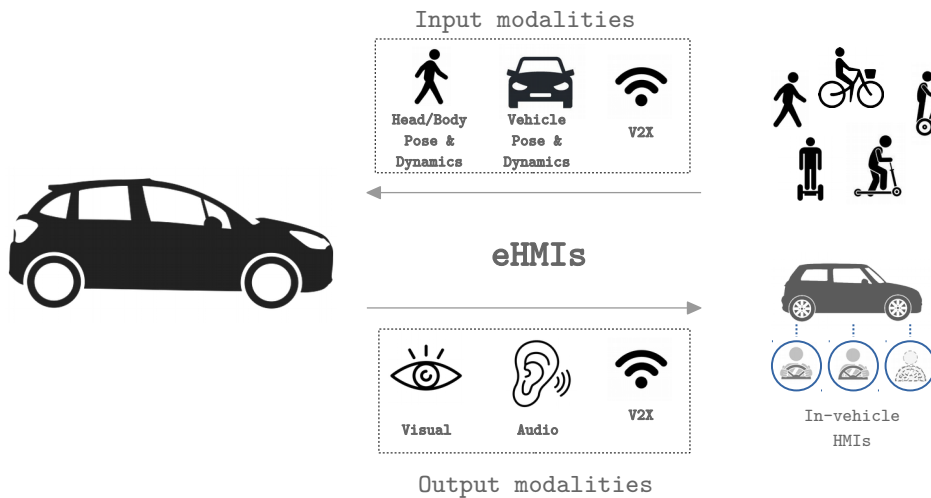 Input modalities
Head/Body
Pose &
Dynamics
Vehicle
Pose &
Dynamics
V2X
eHMIs
Visual
Audio
V2X
In-vehicle
HMIs
Output modalities